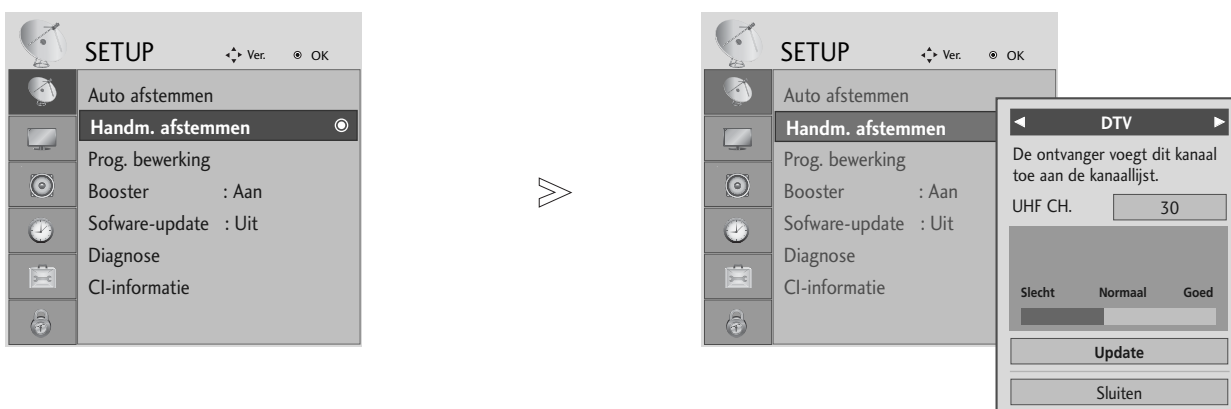 SETUP Ver. OK
Auto afstemmen
Handm. afstemmen
Prog. bewerking
Booster : Aan
Sofware-update : Uit
Diagnose
CI-informatie
SETUP Ver. OK
Auto afstemmen
Handm. afstemmen
Prog. bewerking
Booster : Aan
Sofware-update : Uit
Diagnose
CI-informatie
DTV
De ontvanger voegt dit kanaal
toe aan de kanaallijst.
UHF CH. 30
Slecht Normaal Goed
Update
Sluiten